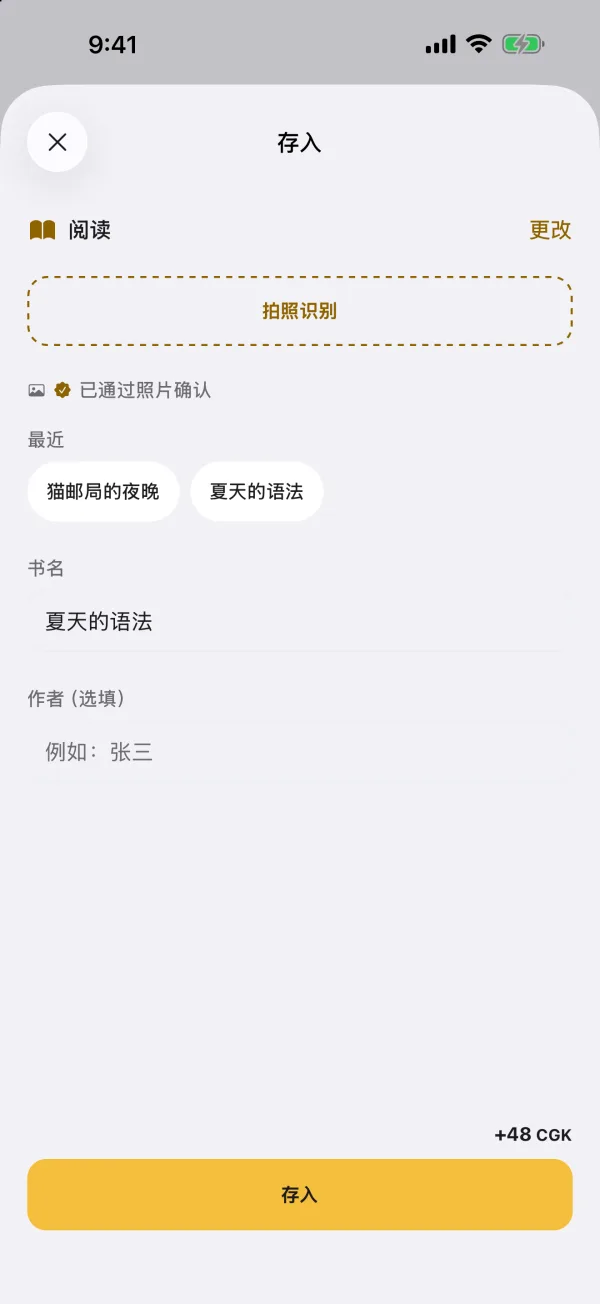 9:41
存入
阅读
更改
拍照识别
已通过照片确认
最近
猫邮局的夜晚
夏天的语法
书名
夏天的语法
作者（选填）
例如：张三
+48 CGK
存入